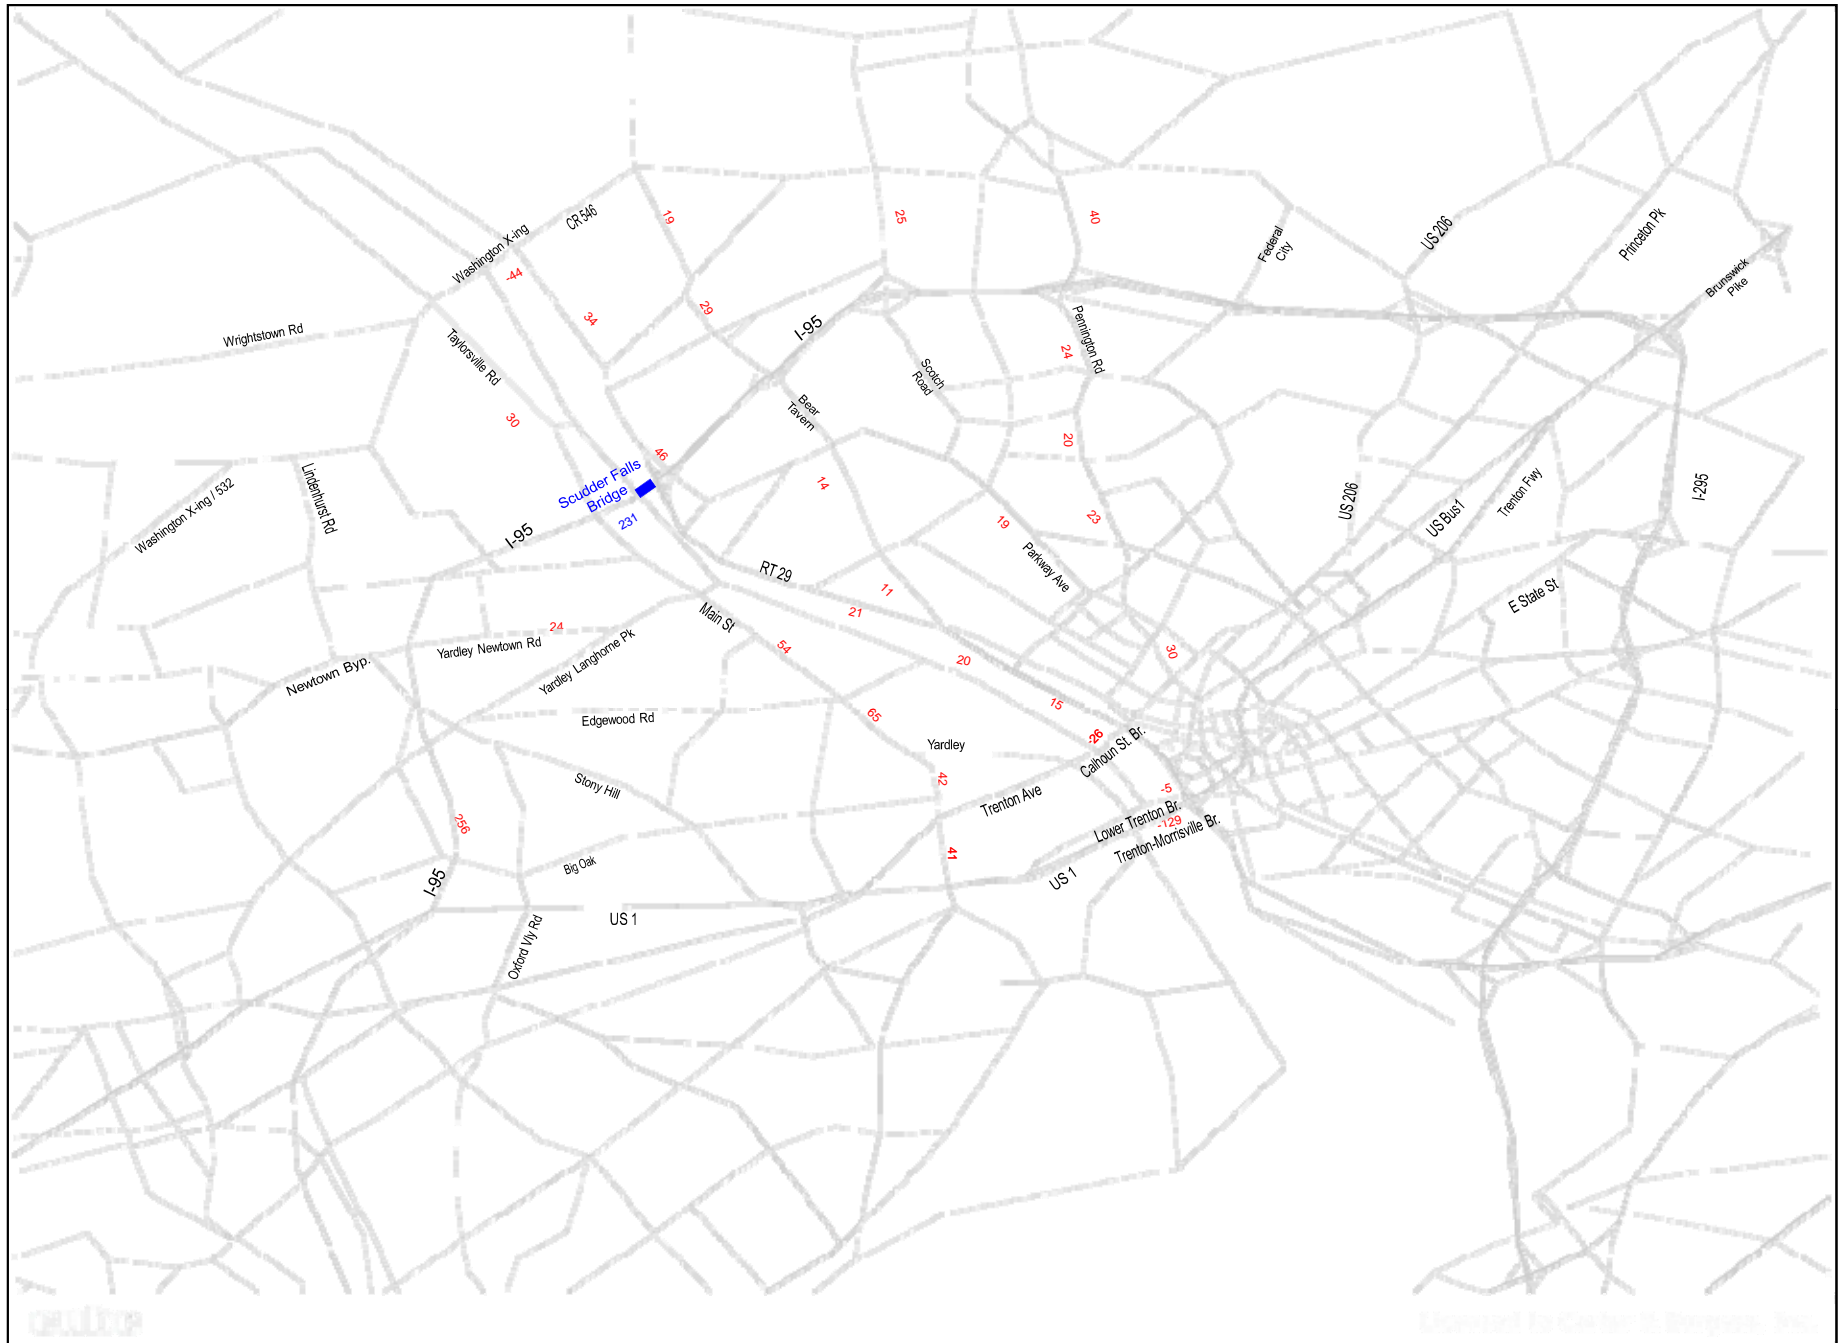 19
25
40
CR 546
Washington X-ing
-44
Federal
City
US 206
Princeton Pk
Brunswick
Pike
34
29
I-95
Wrightstown Rd
Taylorsville Rd
Pennington Rd
24
Scotch
Road
Bear
Tavern
30
46
20
Scudder Falls
Bridge
231
14
Lindenhurst Rd
Washington X-ing / 532
I-95
19
23
US 206
US Bus1
Trenton Fwy
I-295
RT 29
Parkway Ave
11
21
E State St
Main St
24
Yardley Newtown Rd
Yardley Langhorne Pk
Newtown Byp.
54
20
30
15
65
Edgewood Rd
Yardley
-26
Calhoun St. Br.
42
Stony Hill
Trenton Ave
-5
Lower Trenton Br.
-129
Trenton-Morrisville Br.
256
41
Big Oak
I-95
US 1
US 1
Oxford Vly Rd